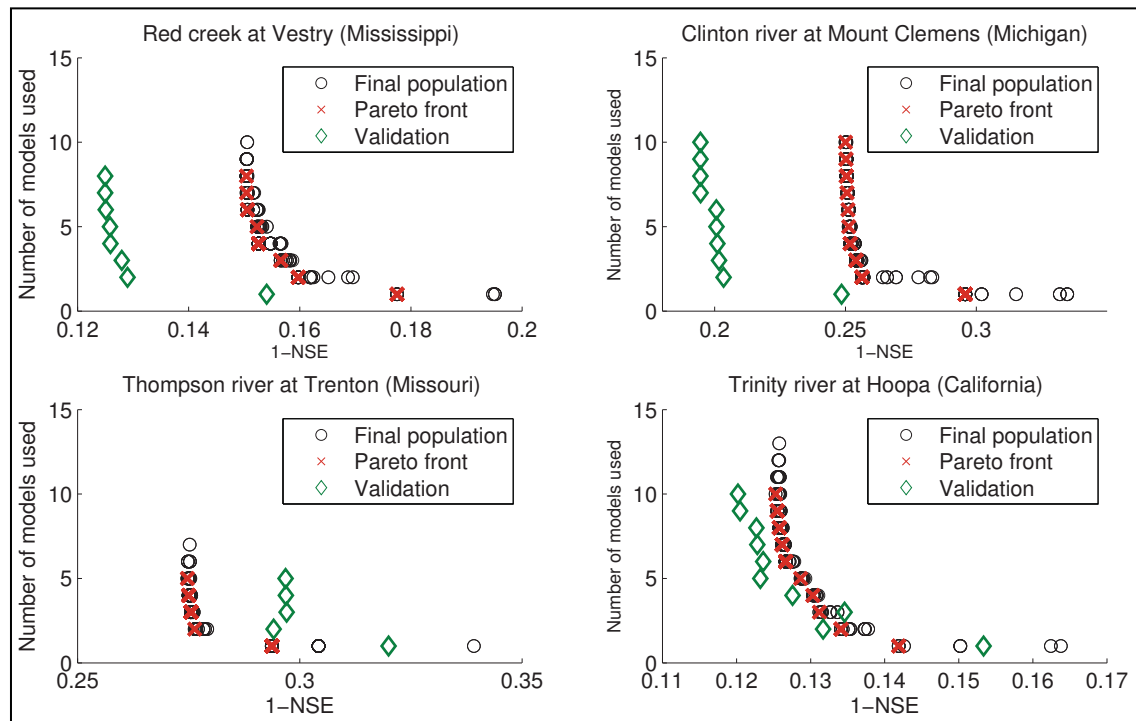 Red creek at Vestry (Mississippi)
Number of models used
15
10
5
0
0.12
0.14
0.16
0.18
0.2
1−NSE
Final population
Pareto front
Validation
Clinton river at Mount Clemens (Michigan)
Number of models used
15
10
5
0
0.2
0.25
0.3
1−NSE
Final population
Pareto front
Validation
Thompson river at Trenton (Missouri)
Number of models used
15
10
5
0
0.25
0.3
0.35
1−NSE
Final population
Pareto front
Validation
Trinity river at Hoopa (California)
Number of models used
15
10
5
0
0.11
0.12
0.13
0.14
0.15
0.16
0.17
1−NSE
Final population
Pareto front
Validation